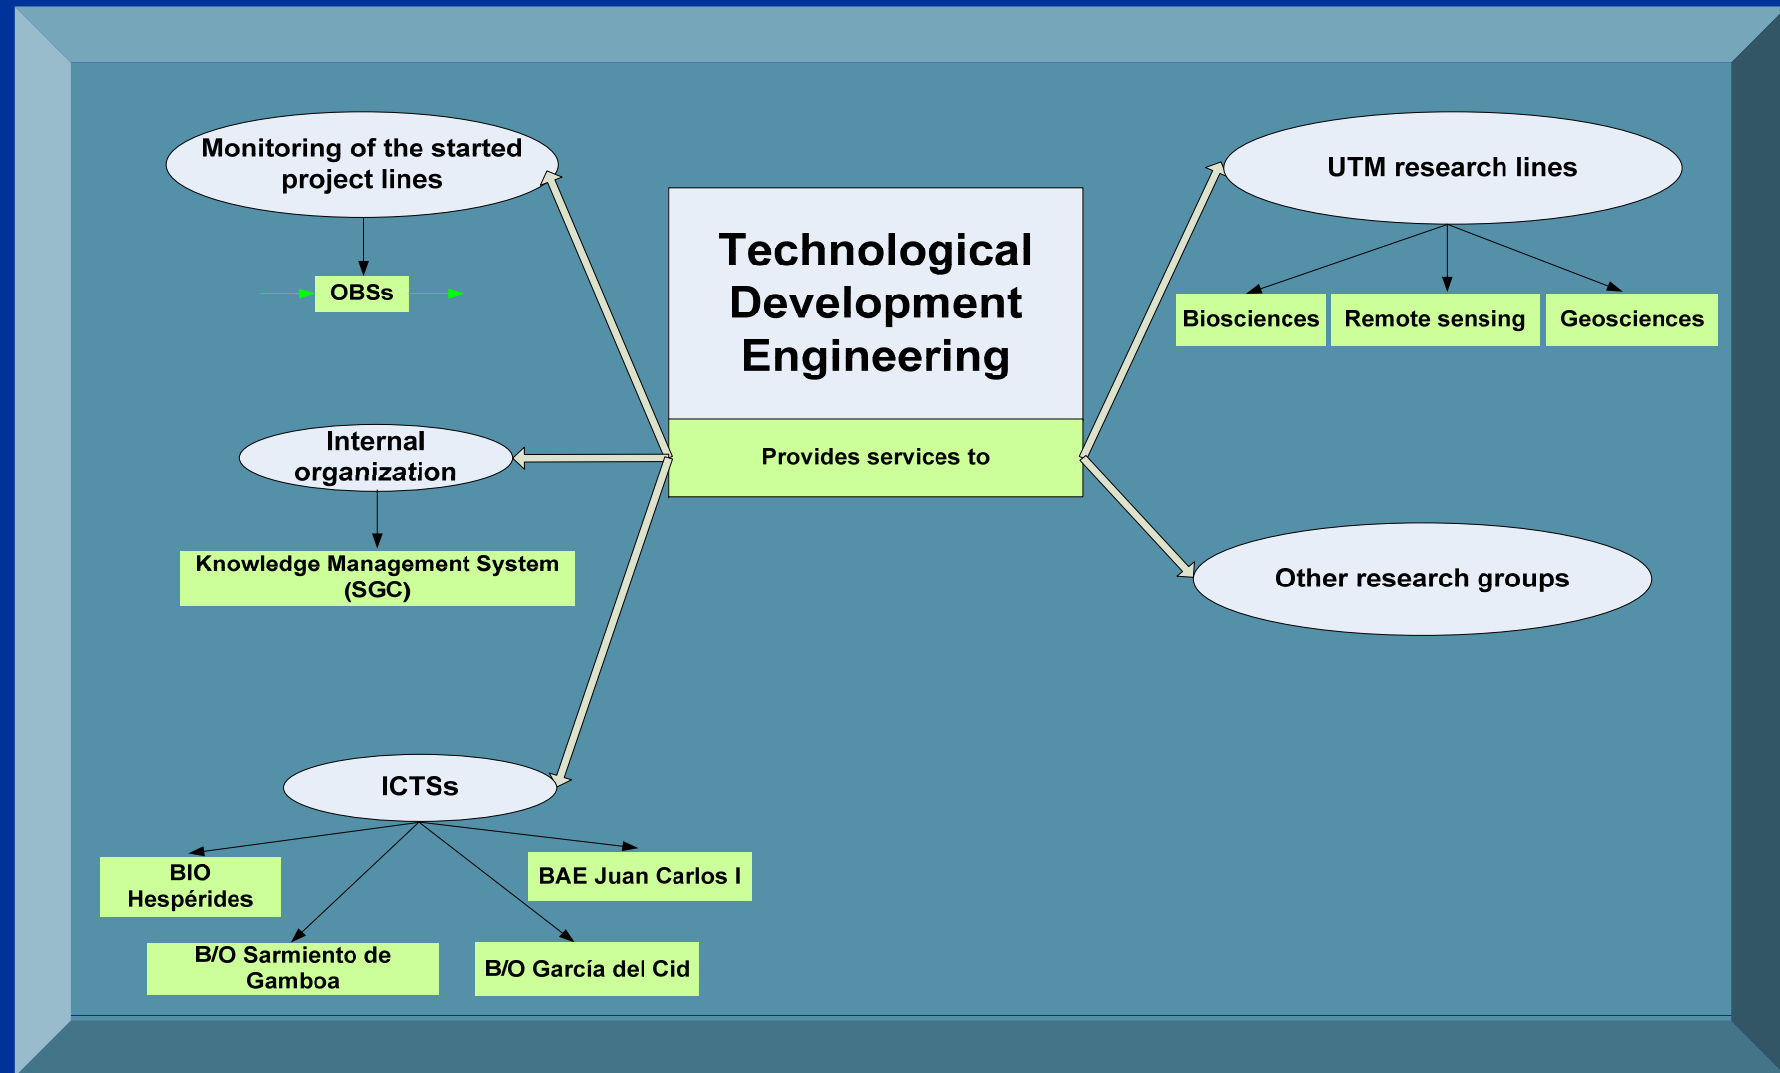 Monitoring of the started
project lines
OBSs
Technological
Development
Engineering
Provides services to
UTM research lines
Biosciences
Remote sensing
Geosciences
Internal
organization
Knowledge Management System
(SGC)
Other research groups
ICTSs
BIO
Hespérides
BAE Juan Carlos I
B/O Sarmiento de
Gamboa
B/O García del Cid